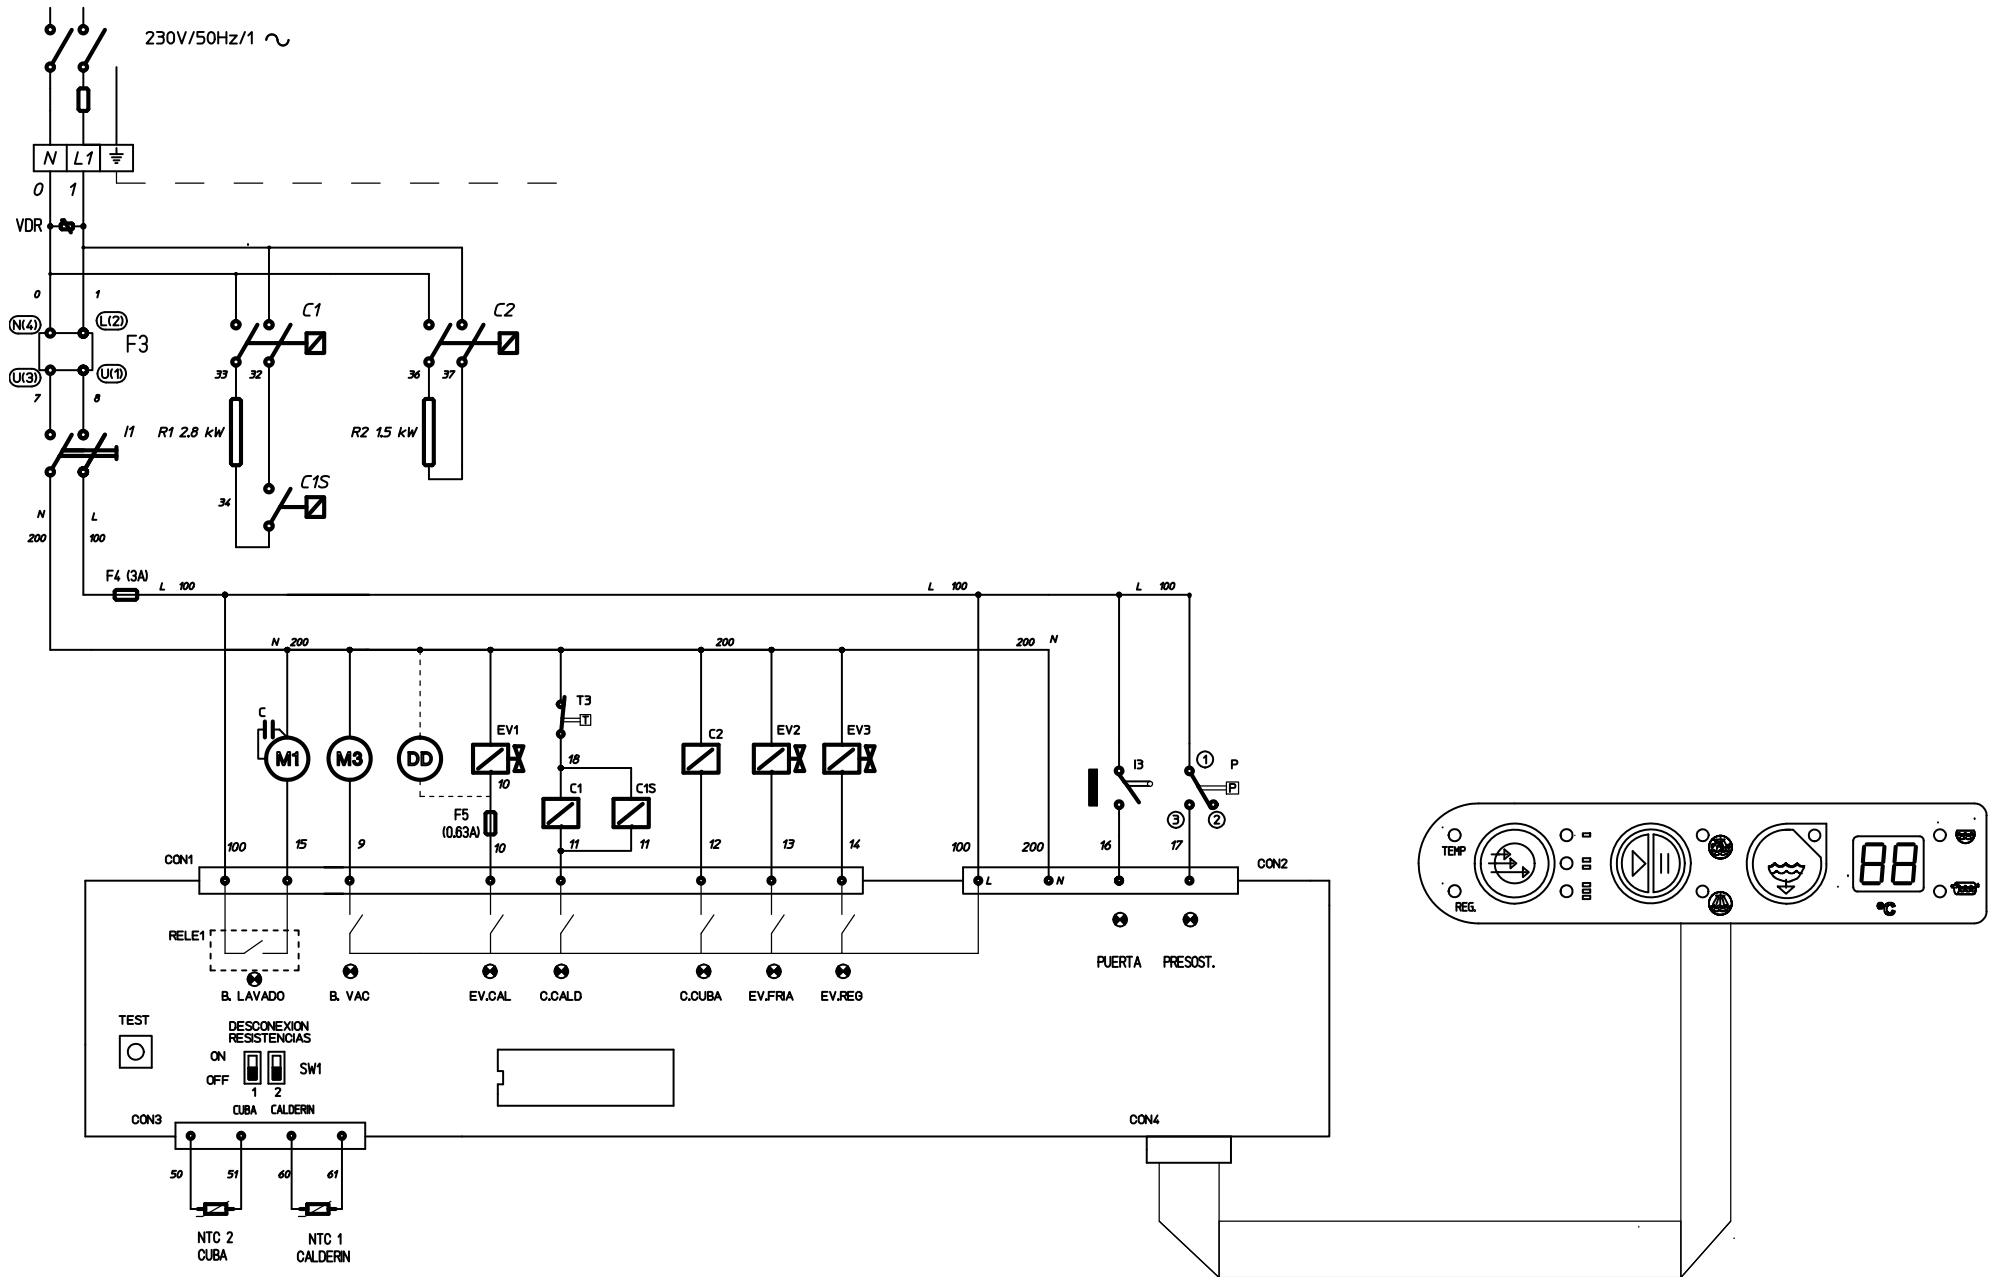 230V/50Hz/1
N L1
0 1
VDR
0 1
N(4) L(2)
F3
U(3) U(1)
7 8
I1
N L
200 100
C1
33 32
R1 2.8 kW
C1S
34
C2
36 37
R2 1.5 kW
F4 (3A)
L 100
L 100
L 100
N 200
200
200 N
C
M1
M3
DD
EV1
10
F5
(0.63A)
T3
T
18
C1
C1S
C2
EV2
EV3
I3
1
P
P
3 2
CON1
100 15 9 10 11 11 12 13 14
100 200 16 17
CON2
L N
RELE1
B. LAVADO
B. VAC
EV.CAL
C.CALD
C.CUBA
EV.FRIA
EV.REG
PUERTA
PRESOST.
TEST
DESCONEXION
RESISTENCIAS
ON
OFF
SW1
1 2
CUBA CALDERIN
CON3
50 51 60 61
NTC 2
CUBA
NTC 1
CALDERIN
CON4
TEMP
REG.
88
°C